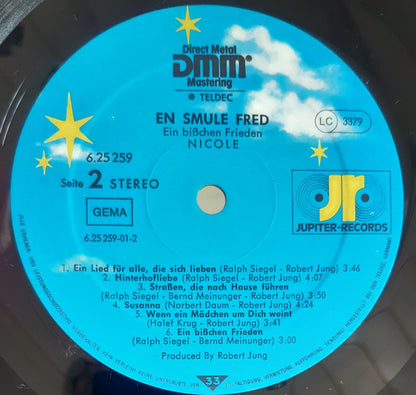 Direct Metal
DMM
Mastering
TELDEC
EN SMULE FRED
Ein bißchen Frieden
NICOLE
LC 3379
6.25 259
Seite 2 STEREO
GEMA
6.25 259-01-2
jr
JUPITER-RECORDS
1. Ein Lied für alle, die sich lieben (Ralph Siegel - Robert Jung) 3:46
2. Hinterhofliebe (Ralph Siegel - Robert Jung) 4:07
3. Straßen, die nach Hause führen
(Ralph Siegel - Bernd Meinunger - Robert Jung) 3:50
4. Susanna (Norbert Daum - Robert Jung) 4:24
5. Wenn ein Mädchen um Dich weint
(Halet Krug - Robert Jung) 3:41
6. Ein bißchen Frieden
(Ralph Siegel - Bernd Meinunger) 3:00
Produced By Robert Jung
33